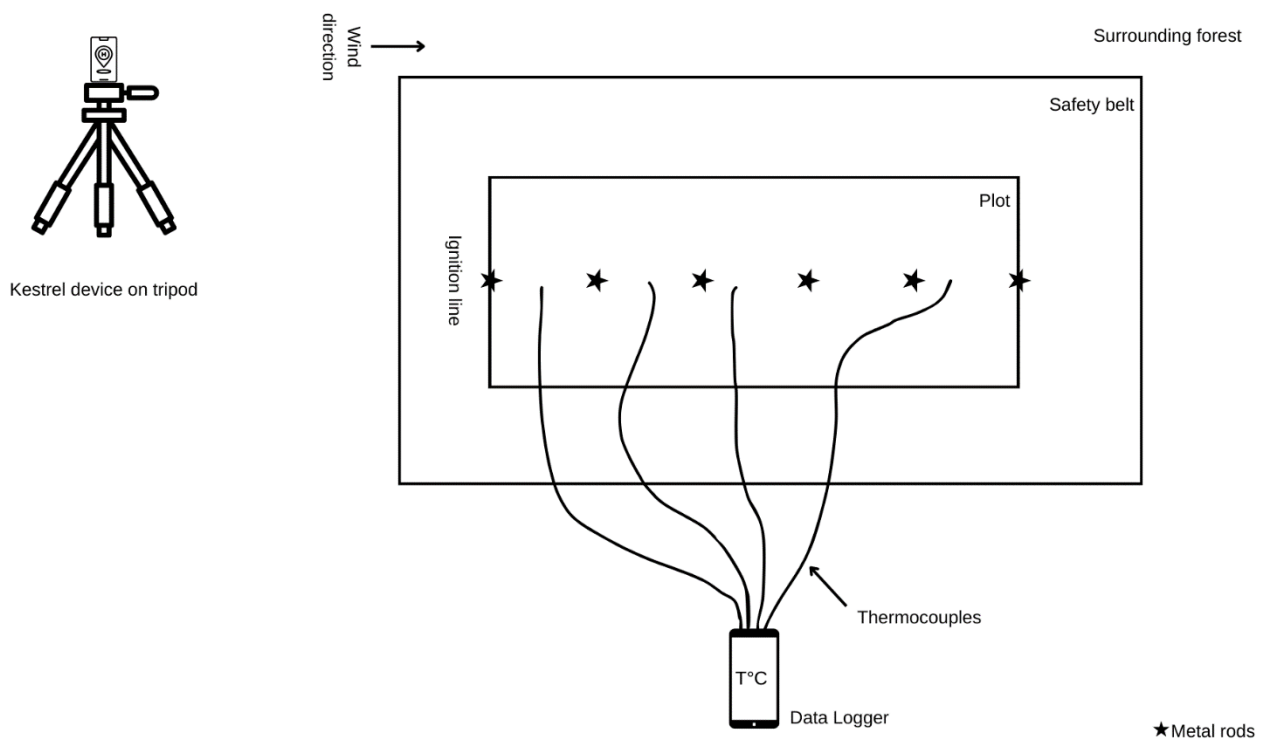 Wind
direction
Surrounding forest
Safety belt
Plot
Ignition line
Kestrel device on tripod
Thermocouples
T°C
Data Logger
★Metal rods